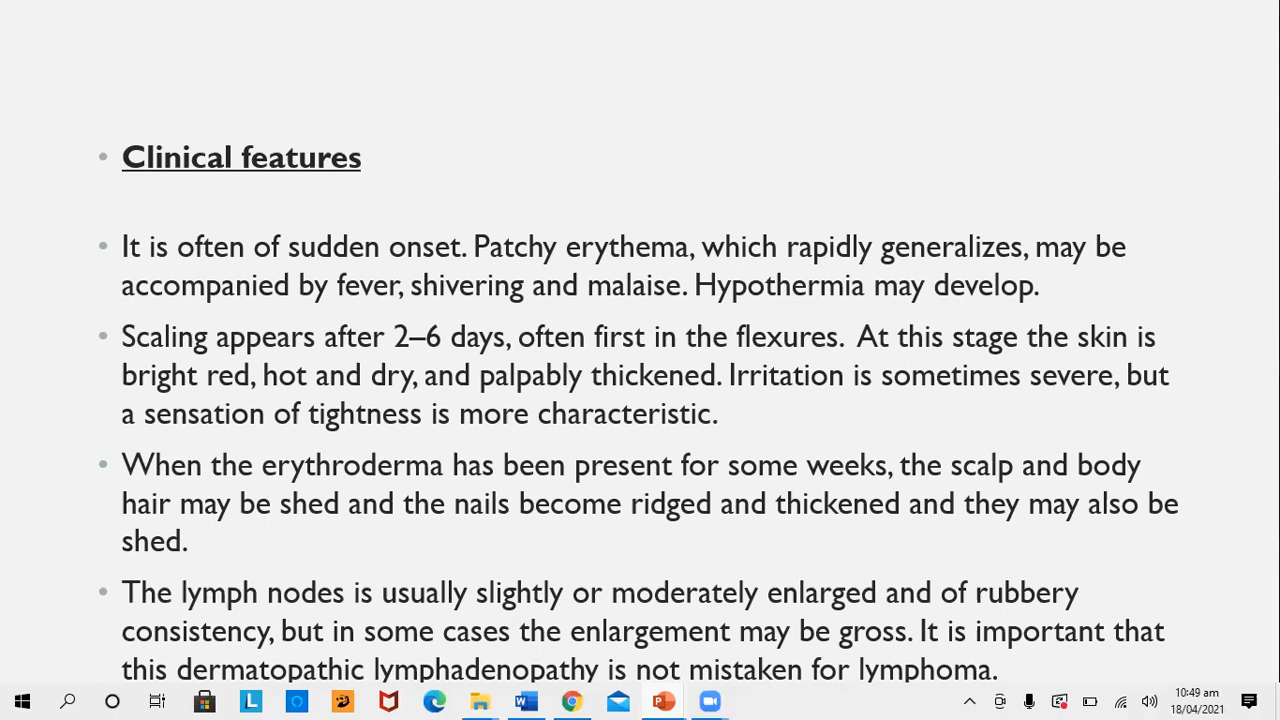 Clinical features
It is often of sudden onset. Patchy erythema, which rapidly generalizes, may be
accompanied by fever, shivering and malaise. Hypothermia may develop.
Scaling appears after 2–6 days, often first in the flexures. At this stage the skin is
bright red, hot and dry, and palpably thickened. Irritation is sometimes severe, but
a sensation of tightness is more characteristic.
When the erythroderma has been present for some weeks, the scalp and body
hair may be shed and the nails become ridged and thickened and they may also be
shed.
The lymph nodes is usually slightly or moderately enlarged and of rubbery
consistency, but in some cases the enlargement may be gross. It is important that
this dermatopathic lymphadenopathy is not mistaken for lymphoma.
L
W
P
10:49 am
18/04/2021